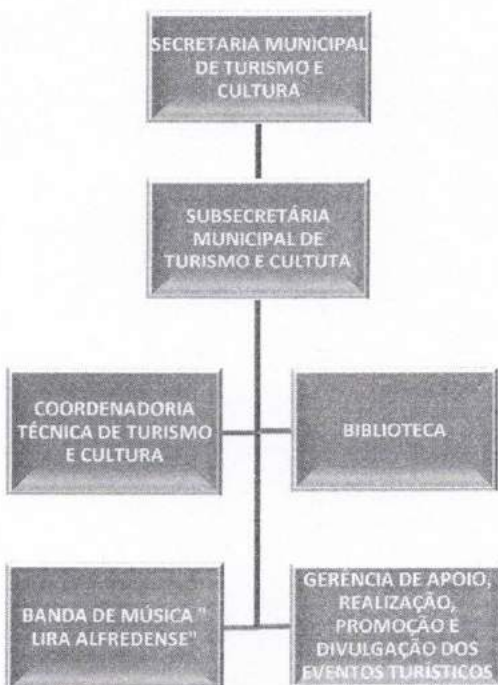 SECRETARIA MUNICIPAL
DE TURISMO E
CULTURA
SUBSECRETÁRIA
MUNICIPAL DE
TURISMO E CULTUTA
COORDENADORIA
TÉCNICA DE TURISMO
E CULTURA
BIBLIOTECA
BANDA DE MÚSICA "
LIRA ALFREDENSE"
GERÊNCIA DE APOIO,
REALIZAÇÃO,
PROMOÇÃO E
DIVULGAÇÃO DOS
EVENTOS TURÍSTICOS